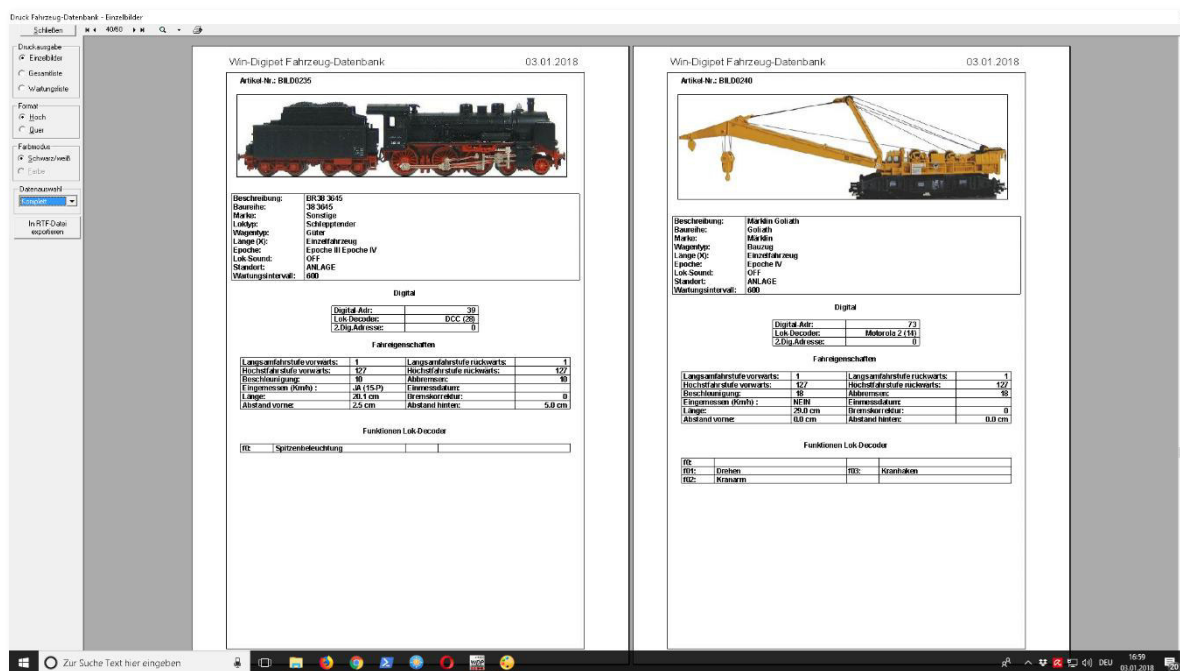 Druck Fahrzeug-Datenbank - Einzelbilder
Schließen
40/60
Druckausgabe
Einzelbilder
Gesamtliste
Wartungsliste
Format
Hoch
Quer
Farbmodus
Schwarz/weiß
Farbe
Datenauswahl
Komplett
In RTF-Datei
exportieren
Win-Digipet Fahrzeug-Datenbank 03.01.2018
Artikel-Nr.: BILD0235
Beschreibung: BR38 3645
Baureihe: 38 3645
Marke: Sonstige
Loktyp: Schlepptender
Wagentyp: Güter
Länge (X): Einzelfahrzeug
Epoche: Epoche III Epoche IV
Lok-Sound: OFF
Standort: ANLAGE
Wartungsintervall: 600
Digital
Digital-Adr: 39
Lok-Decoder: DCC (28)
2.Dig.Adresse: 0
Fahreigenschaften
Langsamfahrstufe vorwärts: 1 Langsamfahrstufe rückwärts: 1
Höchstfahrstufe vorwärts: 127 Höchstfahrstufe rückwärts: 127
Beschleunigung: 10 Abbremsen: 10
Eingemessen (Km/h) : JA (15-P) Einmessdatum:
Länge: 20.1 cm Bremskorrektur: 0
Abstand vorne: 2.5 cm Abstand hinten: 5.0 cm
Funktionen Lok-Decoder
f0: Spitzenbeleuchtung
Win-Digipet Fahrzeug-Datenbank 03.01.2018
Artikel-Nr.: BILD0240
Beschreibung: Märklin Goliath
Baureihe: Goliath
Marke: Märklin
Wagentyp: Bauzug
Länge (X): Einzelfahrzeug
Epoche: Epoche IV
Lok-Sound: OFF
Standort: ANLAGE
Wartungsintervall: 600
Digital
Digital-Adr: 73
Lok-Decoder: Motorola 2 (14)
2.Dig.Adresse: 0
Fahreigenschaften
Langsamfahrstufe vorwärts: 1 Langsamfahrstufe rückwärts: 1
Höchstfahrstufe vorwärts: 127 Höchstfahrstufe rückwärts: 127
Beschleunigung: 18 Abbremsen: 18
Eingemessen (Km/h) : NEIN Einmessdatum:
Länge: 29.0 cm Bremskorrektur: 0
Abstand vorne: 0.0 cm Abstand hinten: 0.0 cm
Funktionen Lok-Decoder
f0:
f01: Drehen f03: Kranhaken
f02: Kranarm
Zur Suche Text hier eingeben
WDP
DEU
16:59
03.01.2018
20